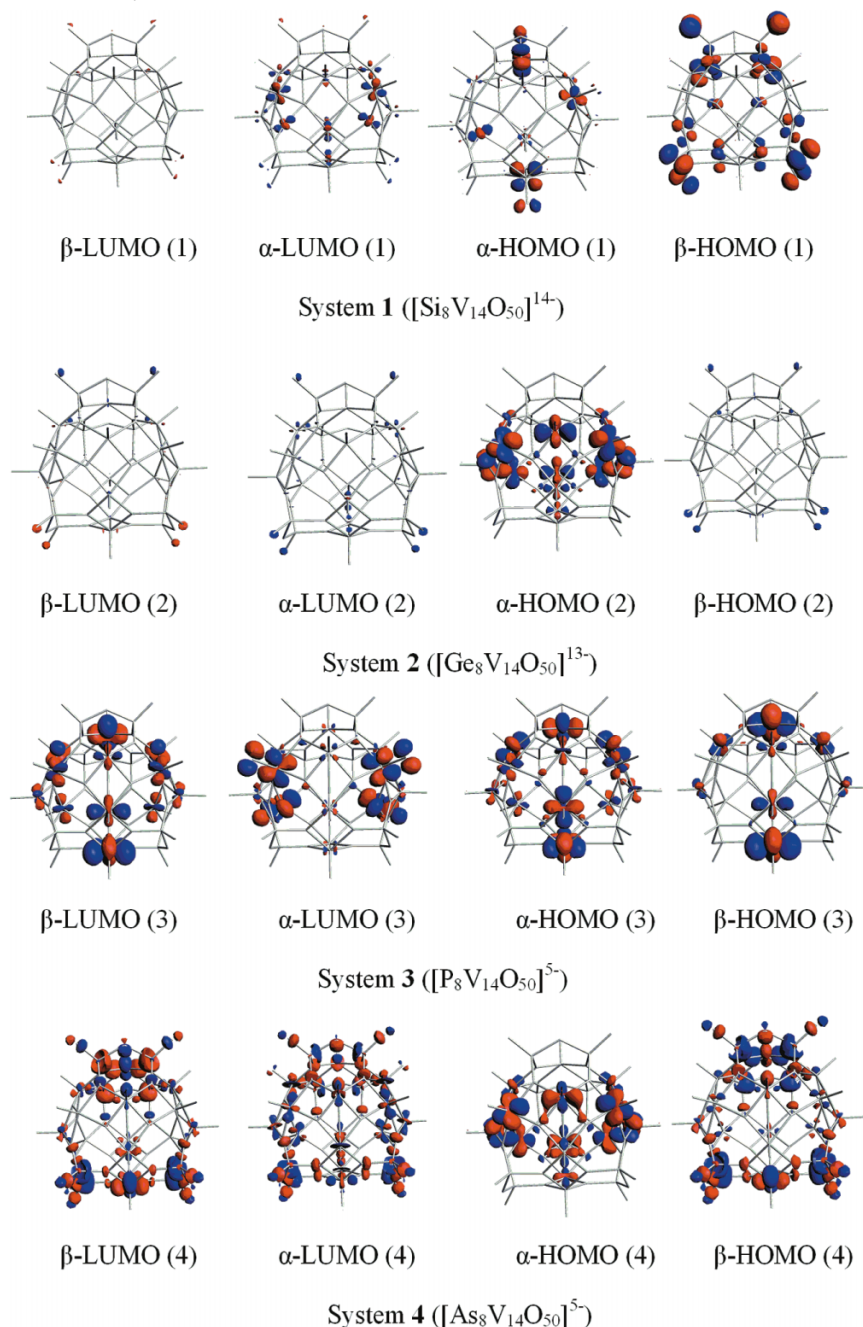 β-LUMO (1) α-LUMO (1) α-HOMO (1) β-HOMO (1)
System 1 ([Si₈V₁₄O₅₀]¹⁴⁻)
β-LUMO (2) α-LUMO (2) α-HOMO (2) β-HOMO (2)
System 2 ([Ge₈V₁₄O₅₀]¹³⁻)
β-LUMO (3) α-LUMO (3) α-HOMO (3) β-HOMO (3)
System 3 ([P₈V₁₄O₅₀]⁵⁻)
β-LUMO (4) α-LUMO (4) α-HOMO (4) β-HOMO (4)
System 4 ([As₈V₁₄O₅₀]⁵⁻)